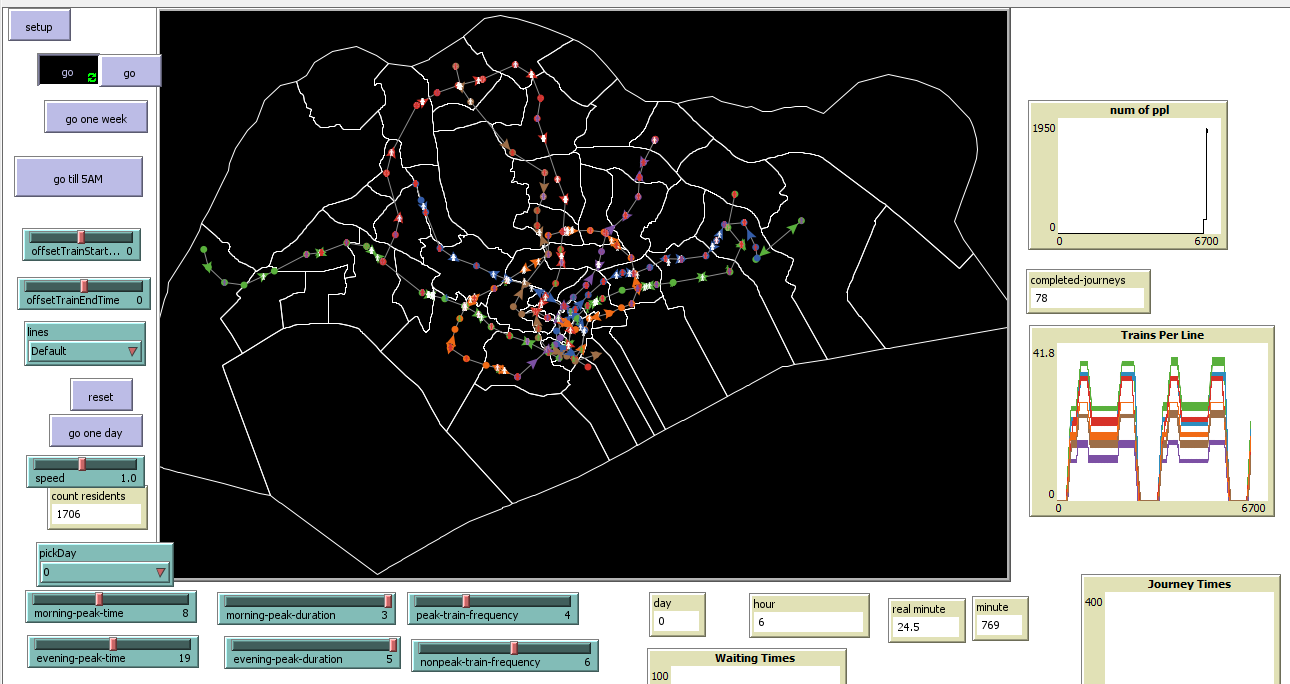 setup
go
go
go one week
go till 5AM
offsetTrainStart... 0
offsetTrainEndTime 0
lines
Default
reset
go one day
speed 1.0
count residents
1706
pickDay
0
morning-peak-time 8
morning-peak-duration 3
peak-train-frequency 4
evening-peak-time 19
evening-peak-duration 5
nonpeak-train-frequency 6
day
0
hour
6
real minute
24.5
minute
769
Waiting Times
100
num of ppl
1950
0
0 6700
completed-journeys
78
Trains Per Line
41.8
0
0 6700
Journey Times
400